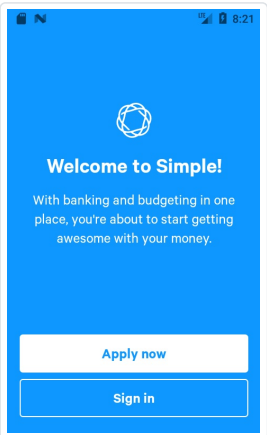 8:21
Welcome to Simple!
With banking and budgeting in one
place, you're about to start getting
awesome with your money.
Apply now
Sign in